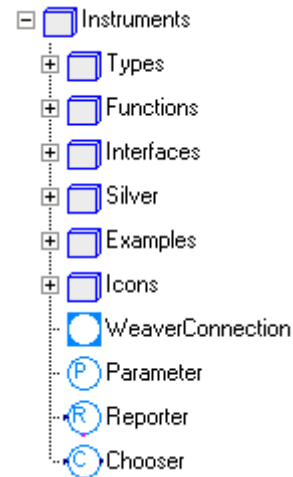 Instruments
Types
Functions
Interfaces
Silver
Examples
Icons
WeaverConnection
P Parameter
R Reporter
C Chooser